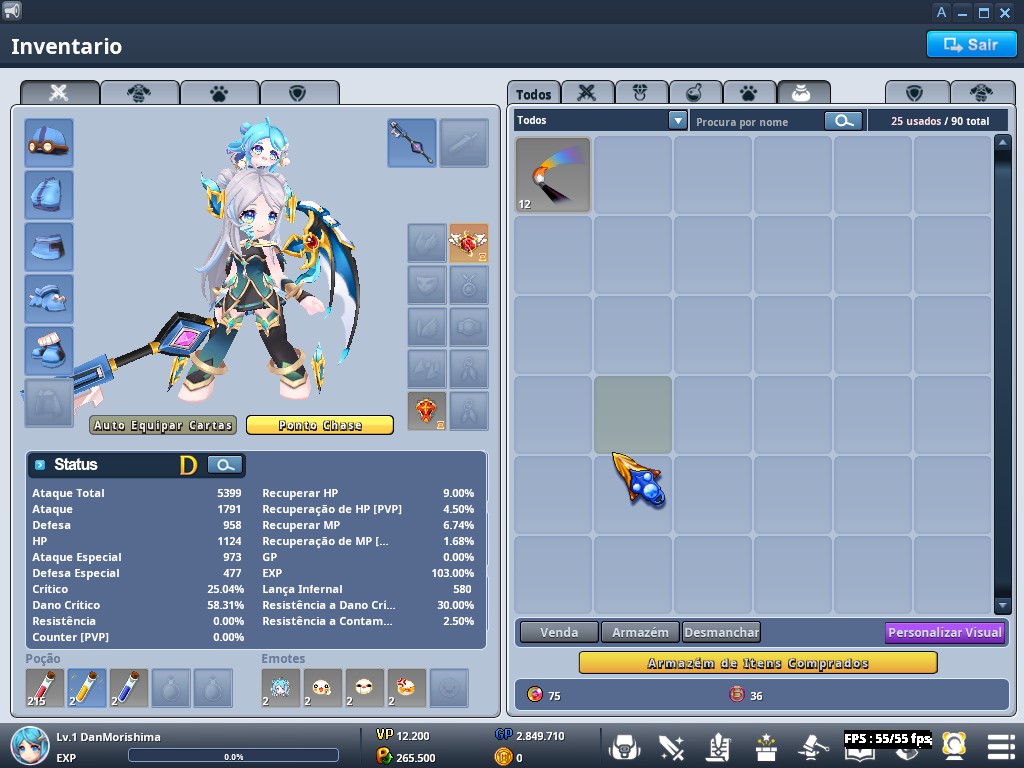 A
Inventario
Sair
Todos
Todos
Procura por nome
25 usados / 90 total
12
Auto Equipar Cartas
Ponto Chase
Status
D
Ataque Total 5399
Ataque 1791
Defesa 958
HP 1124
Ataque Especial 973
Defesa Especial 477
Crítico 25.04%
Dano Crítico 58.31%
Resistência 0.00%
Counter [PVP] 0.00%
Recuperar HP 9.00%
Recuperação de HP [PVP] 4.50%
Recuperar MP 6.74%
Recuperação de MP [... 1.68%
GP 0.00%
EXP 103.00%
Lança Infernal 580
Resistência a Dano Crí... 30.00%
Resistência a Contam... 2.50%
Poção
215
2
2
Emotes
2
2
2
2
Venda
Armazém
Desmanchar
Personalizar Visual
Armazém de Itens Comprados
75
36
Lv.1 DanMorishima
EXP
0.0%
VP 12.200
265.500
GP 2.849.710
0
FPS : 55/55 fps